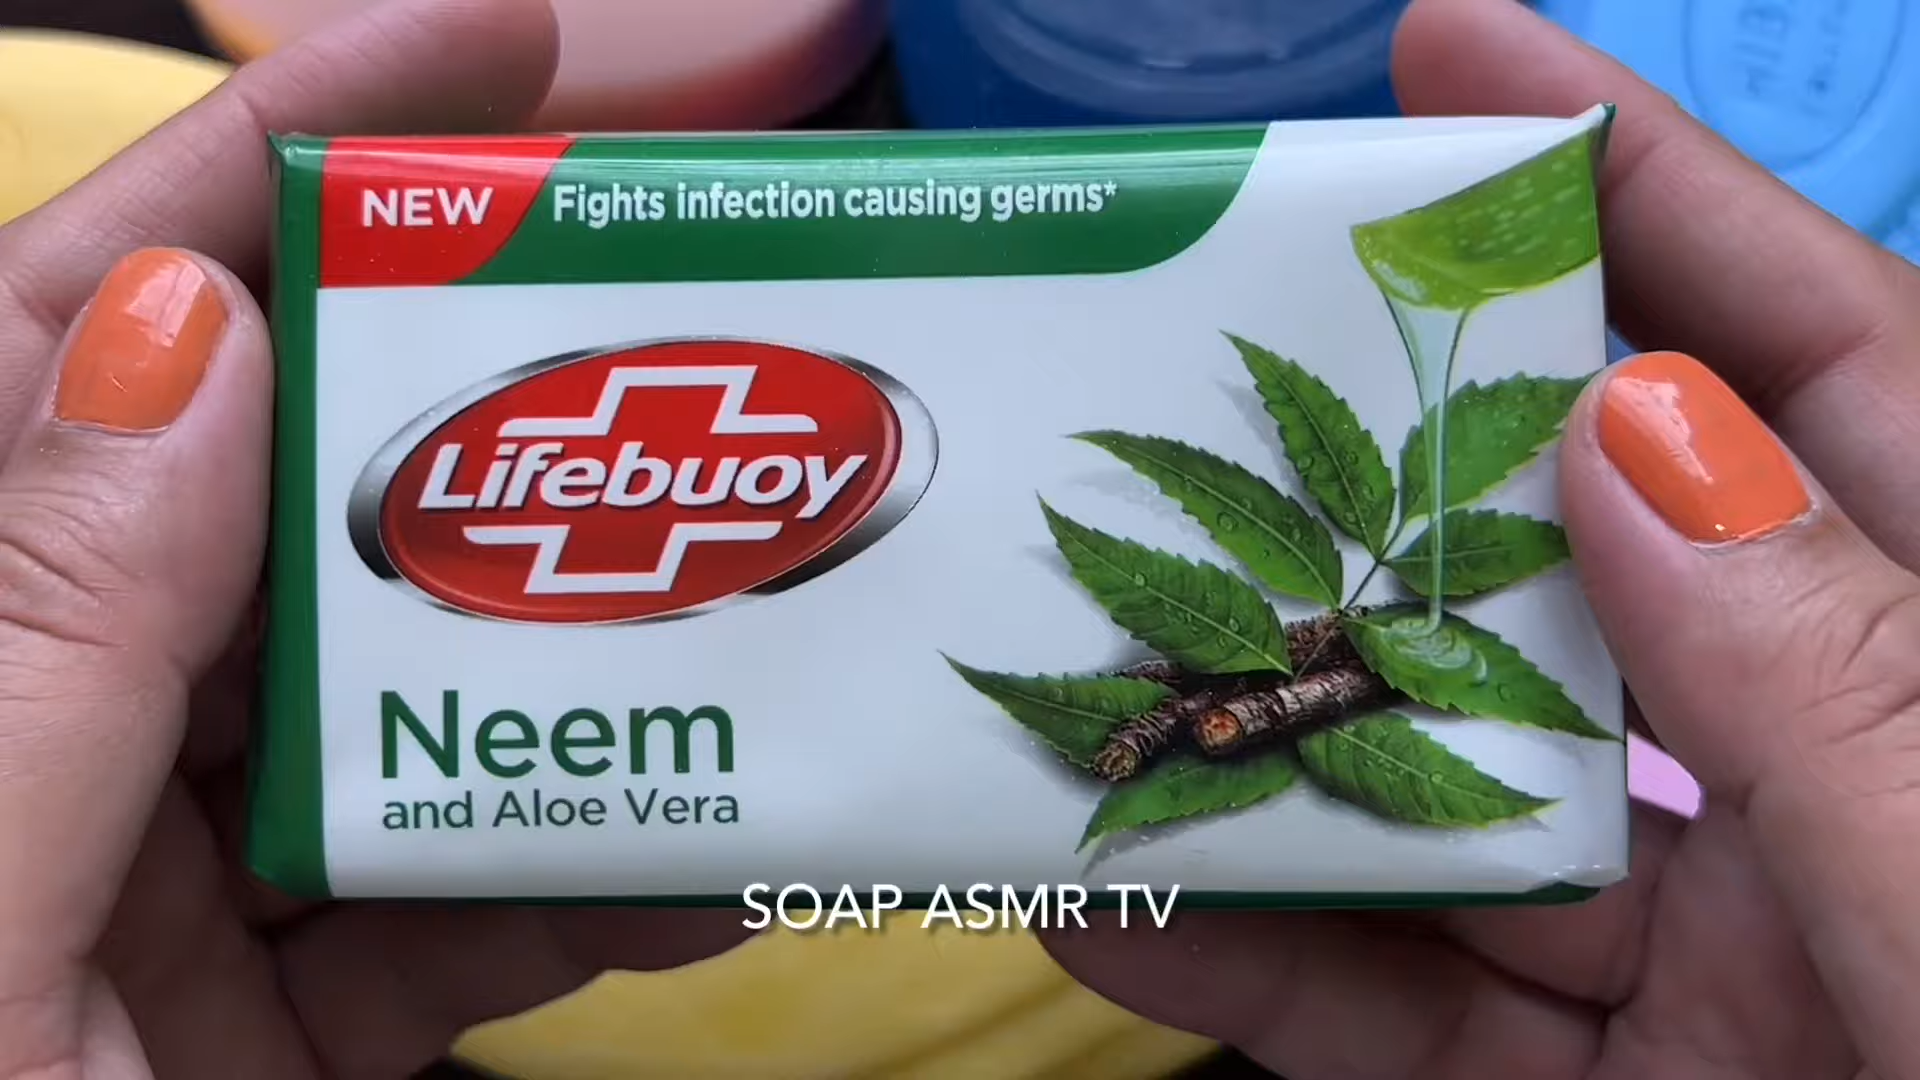 NEW
Fights infection causing germs*
Lifebuoy
Neem
and Aloe Vera
SOAP ASMR TV